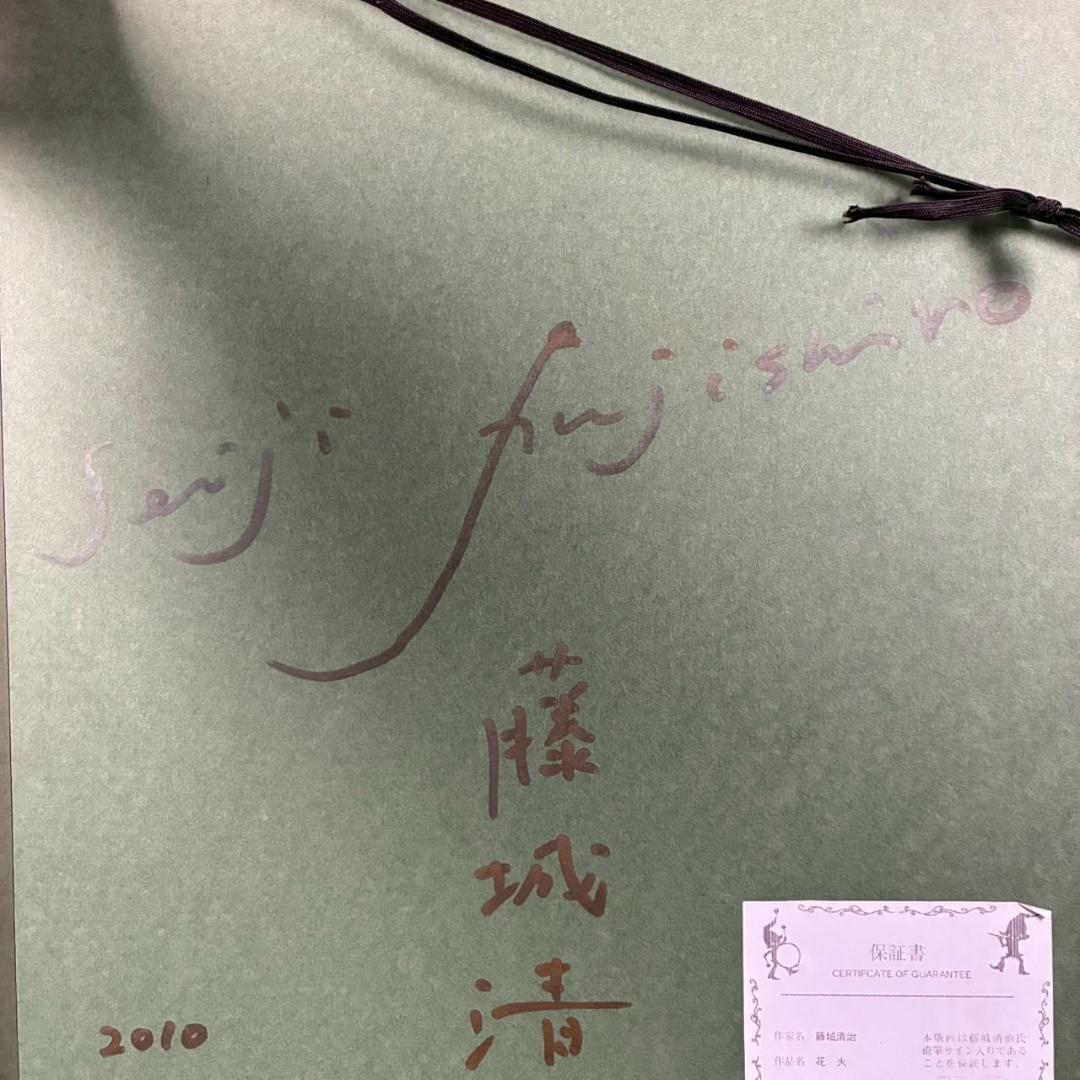 Seiji Fujishiro
藤
城
清
2010
保証書
CERTIFCATE OF GUARANTEE
作家名 藤城清治
作品名 花 火
本版画は藤城清治氏
直筆サイン入りである
ことを保証します。